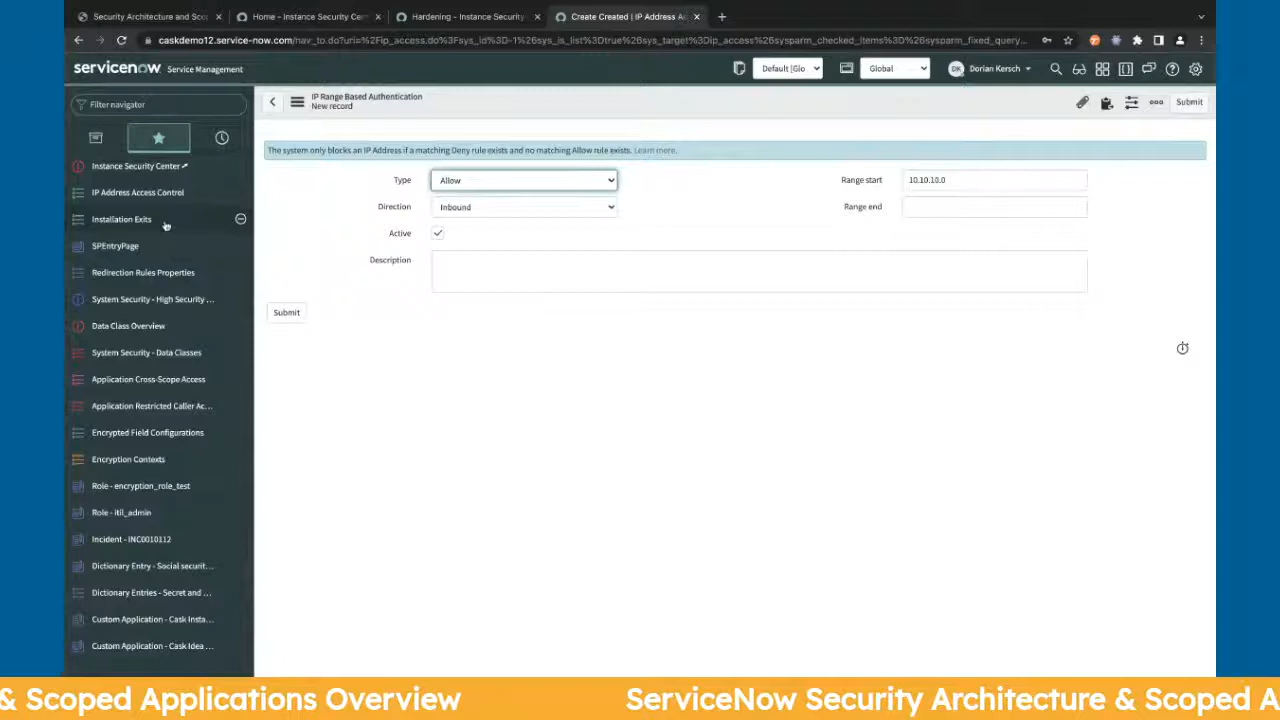 Security Architecture and Sco
Home - Instance Security Cen
Hardening - Instance Security
Create Created | IP Address Ac
caskdemo12.service-now.com/nav_to.do?uri=%2Fip_access.do%3Fsys_id%3D-1%26sys_is_list%3Dtrue%26sys_target%3Dip_access%26sysparm_checked_items%3D%26sysparm_fixed_query...
servicenow Service Management
Default [Glo
Global
DK Dorian Kersch
Filter navigator
IP Range Based Authentication
New record
Submit
The system only blocks an IP Address if a matching Deny rule exists and no matching Allow rule exists. Learn more.
Type Allow
Range start 10.10.10.0
Direction Inbound
Range end
Active
Description
Submit
Instance Security Center
IP Address Access Control
Installation Exits
SPEntryPage
Redirection Rules Properties
System Security - High Security ...
Data Class Overview
System Security - Data Classes
Application Cross-Scope Access
Application Restricted Caller Ac...
Encrypted Field Configurations
Encryption Contexts
Role - encryption_role_test
Role - itil_admin
Incident - INC0010112
Dictionary Entry - Social securit...
Dictionary Entries - Secret and ...
Custom Application - Cask Insta...
Custom Application - Cask Idea ...
& Scoped Applications Overview
ServiceNow Security Architecture & Scoped A